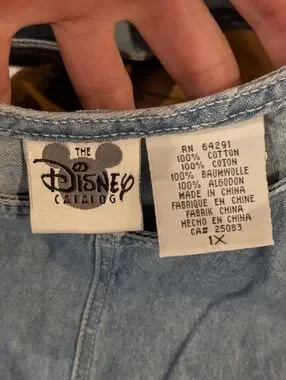 THE
Disney
CATALOG
RN 64291
100% COTTON
100% COTON
100% BAUMWOLLE
100% ALGODON
MADE IN CHINA
FABRIQUE EN CHINE
FABRIK CHINA
HECHO EN CHINA
CA# 25083
1X